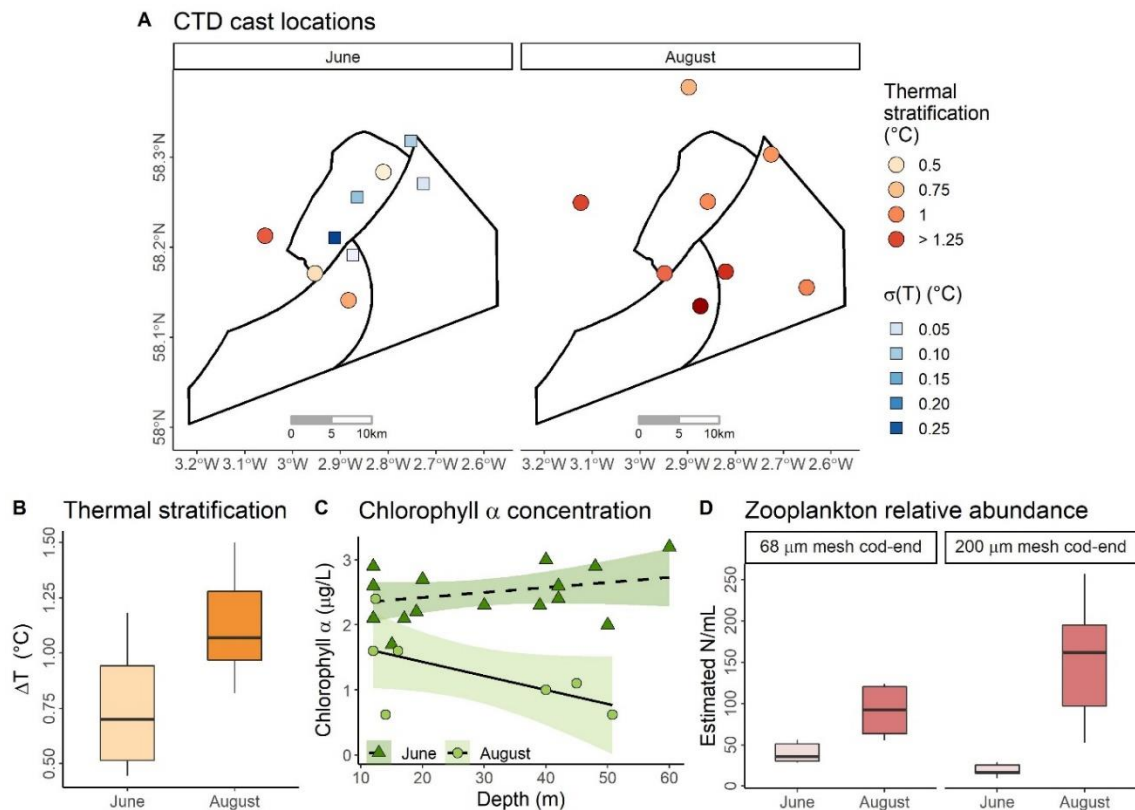 A CTD cast locations
June
August
58.3°N
58.2°N
58.1°N
58°N
0 5 10km
0 5 10km
3.2°W 3.1°W 3°W 2.9°W 2.8°W 2.7°W 2.6°W
3.2°W 3.1°W 3°W 2.9°W 2.8°W 2.7°W 2.6°W
Thermal
stratification
(°C)
0.5
0.75
1
> 1.25
σ(T) (°C)
0.05
0.10
0.15
0.20
0.25
B Thermal stratification
ΔT (°C)
1.50
1.25
1.00
0.75
0.50
June August
C Chlorophyll α concentration
Chlorophyll α (µg/L)
3
2
1
0
June August
10 20 30 40 50 60
Depth (m)
D Zooplankton relative abundance
68 µm mesh cod-end
200 µm mesh cod-end
Estimated N/mL
250
200
150
100
50
0
June August
June August